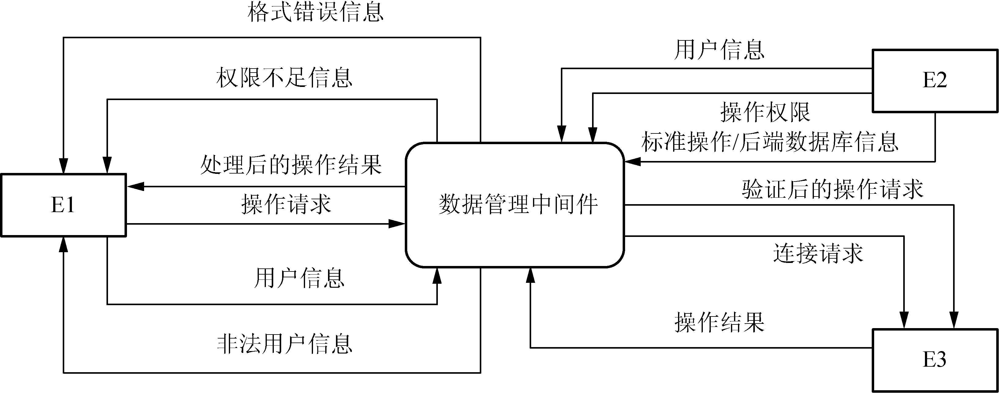 格式错误信息
用户信息
权限不足信息
E2
操作权限
标准操作/后端数据库信息
处理后的操作结果
验证后的操作请求
E1
操作请求
数据管理中间件
连接请求
用户信息
操作结果
非法用户信息
E3